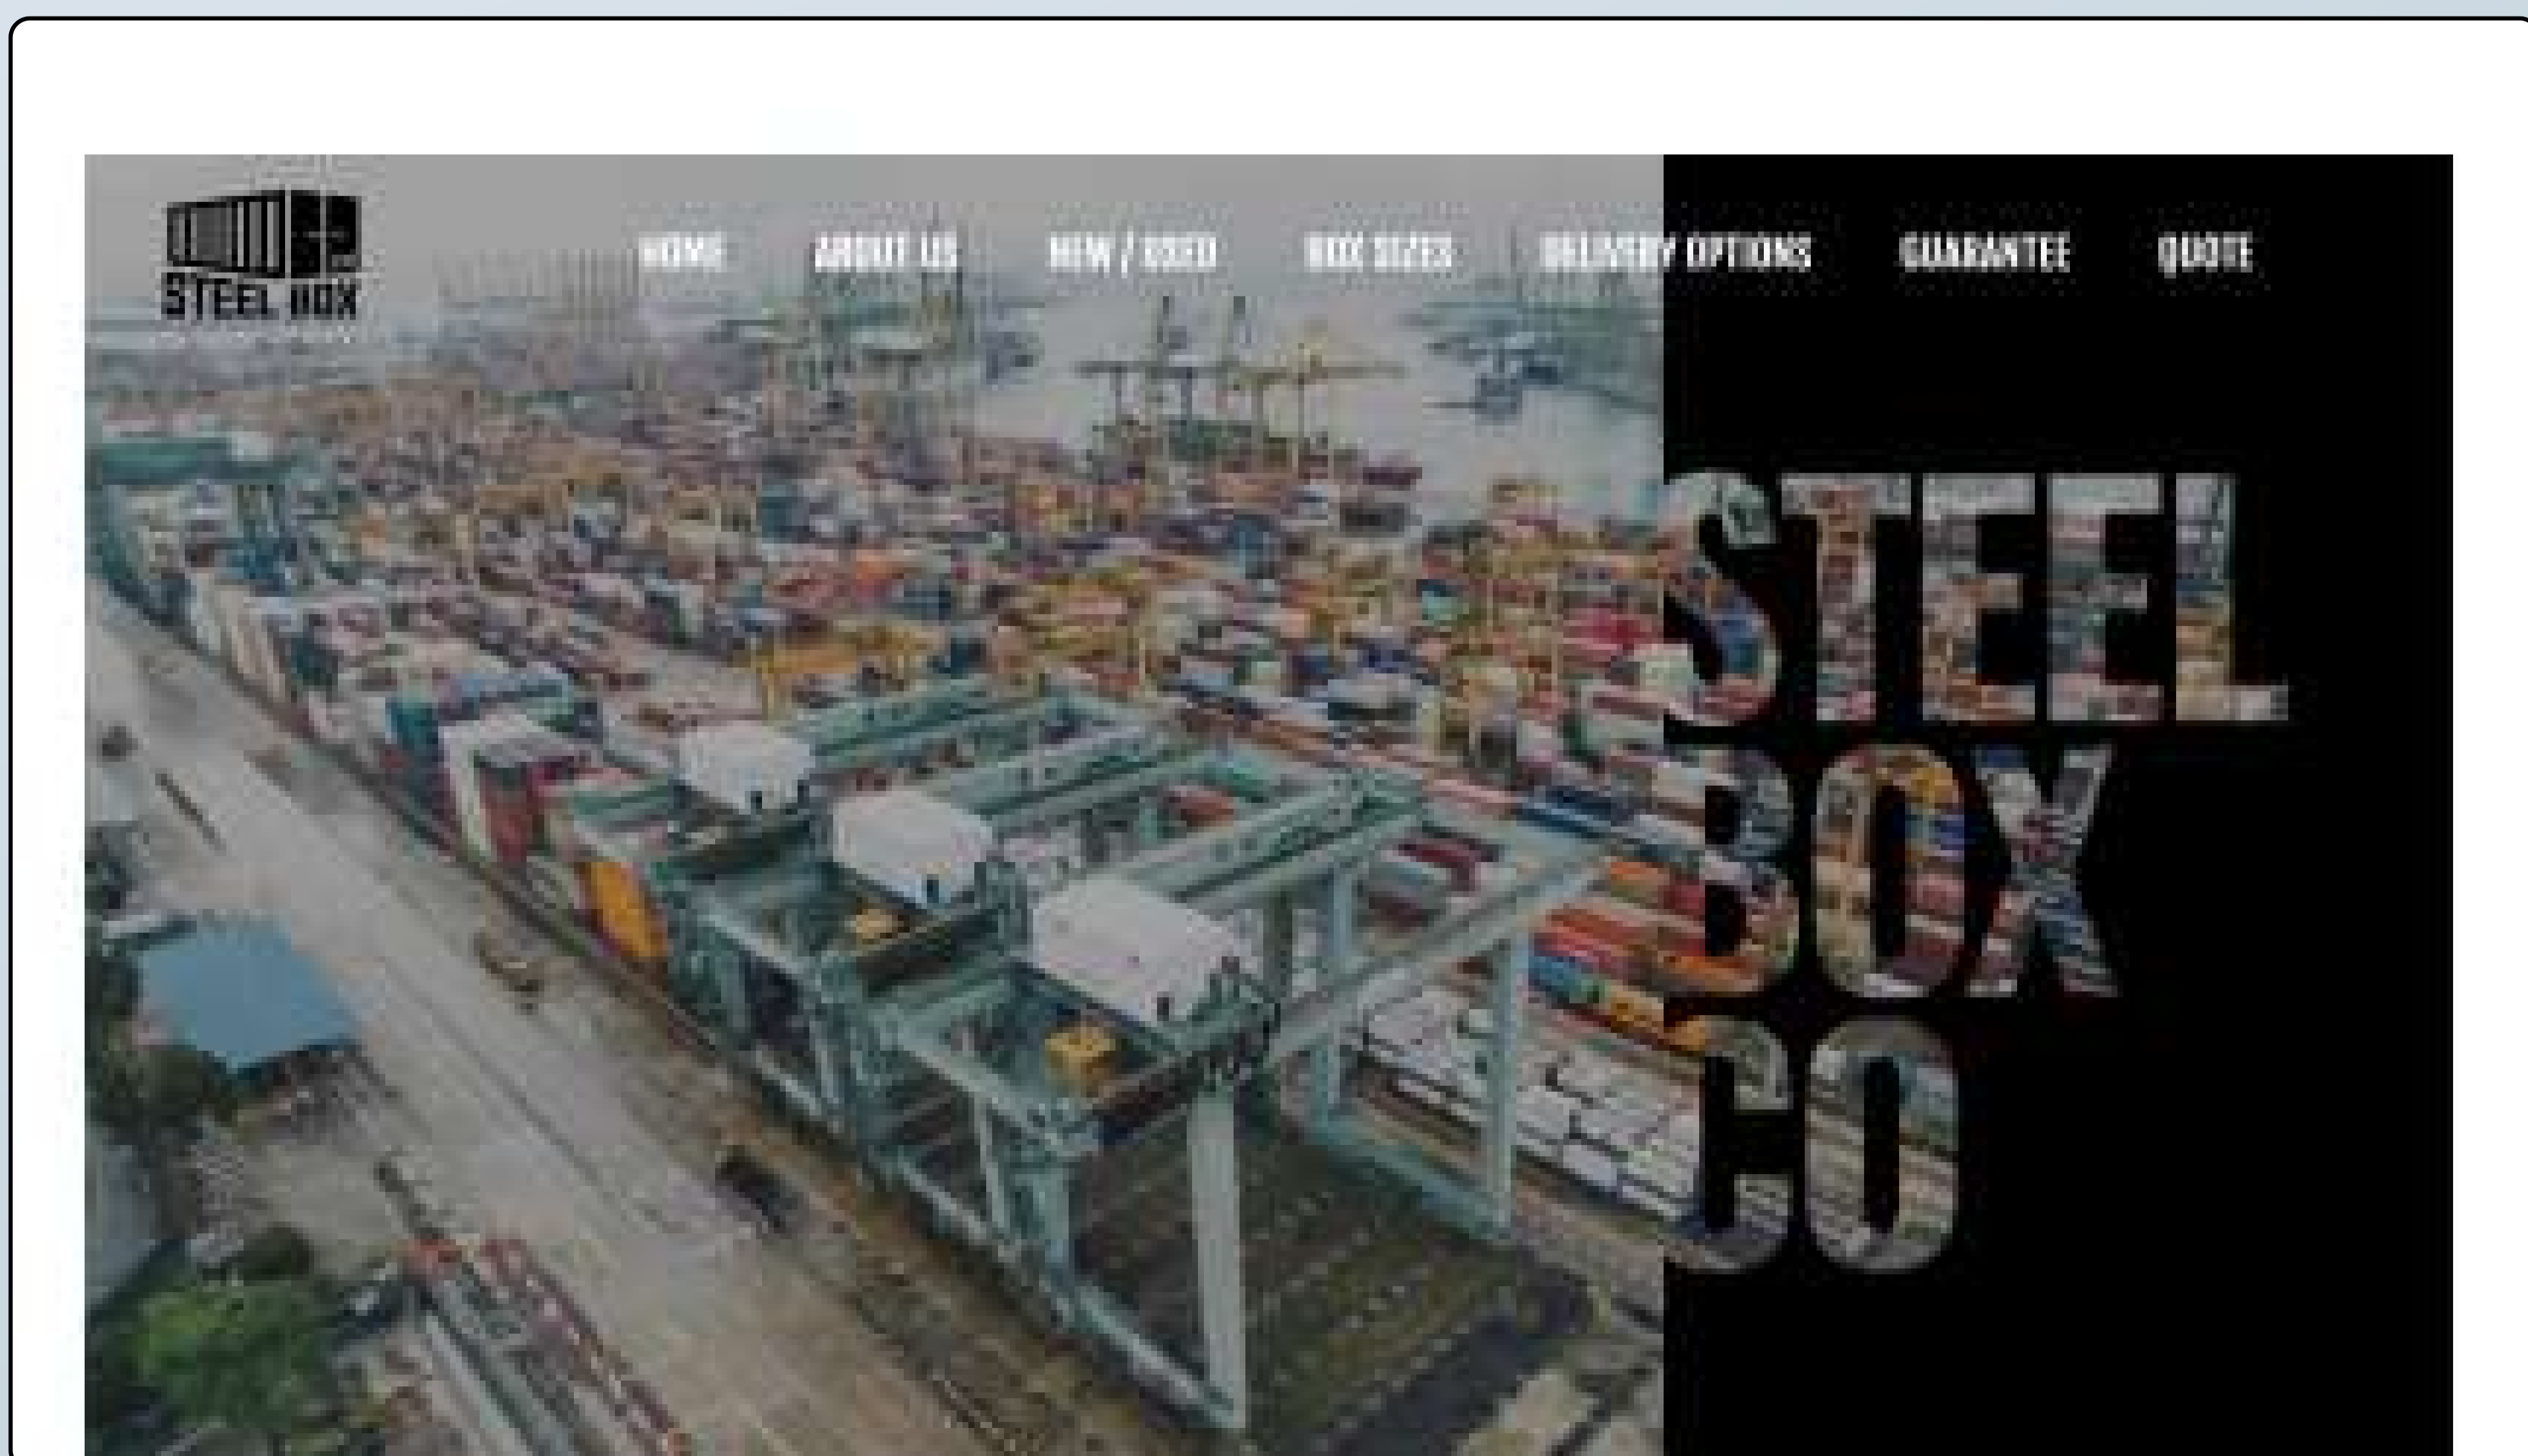 STEEL BOX
HOME ABOUT US NEW / USED BOX SIZES DELIVERY OPTIONS GUARANTEE QUOTE
STEEL
BOX
CO